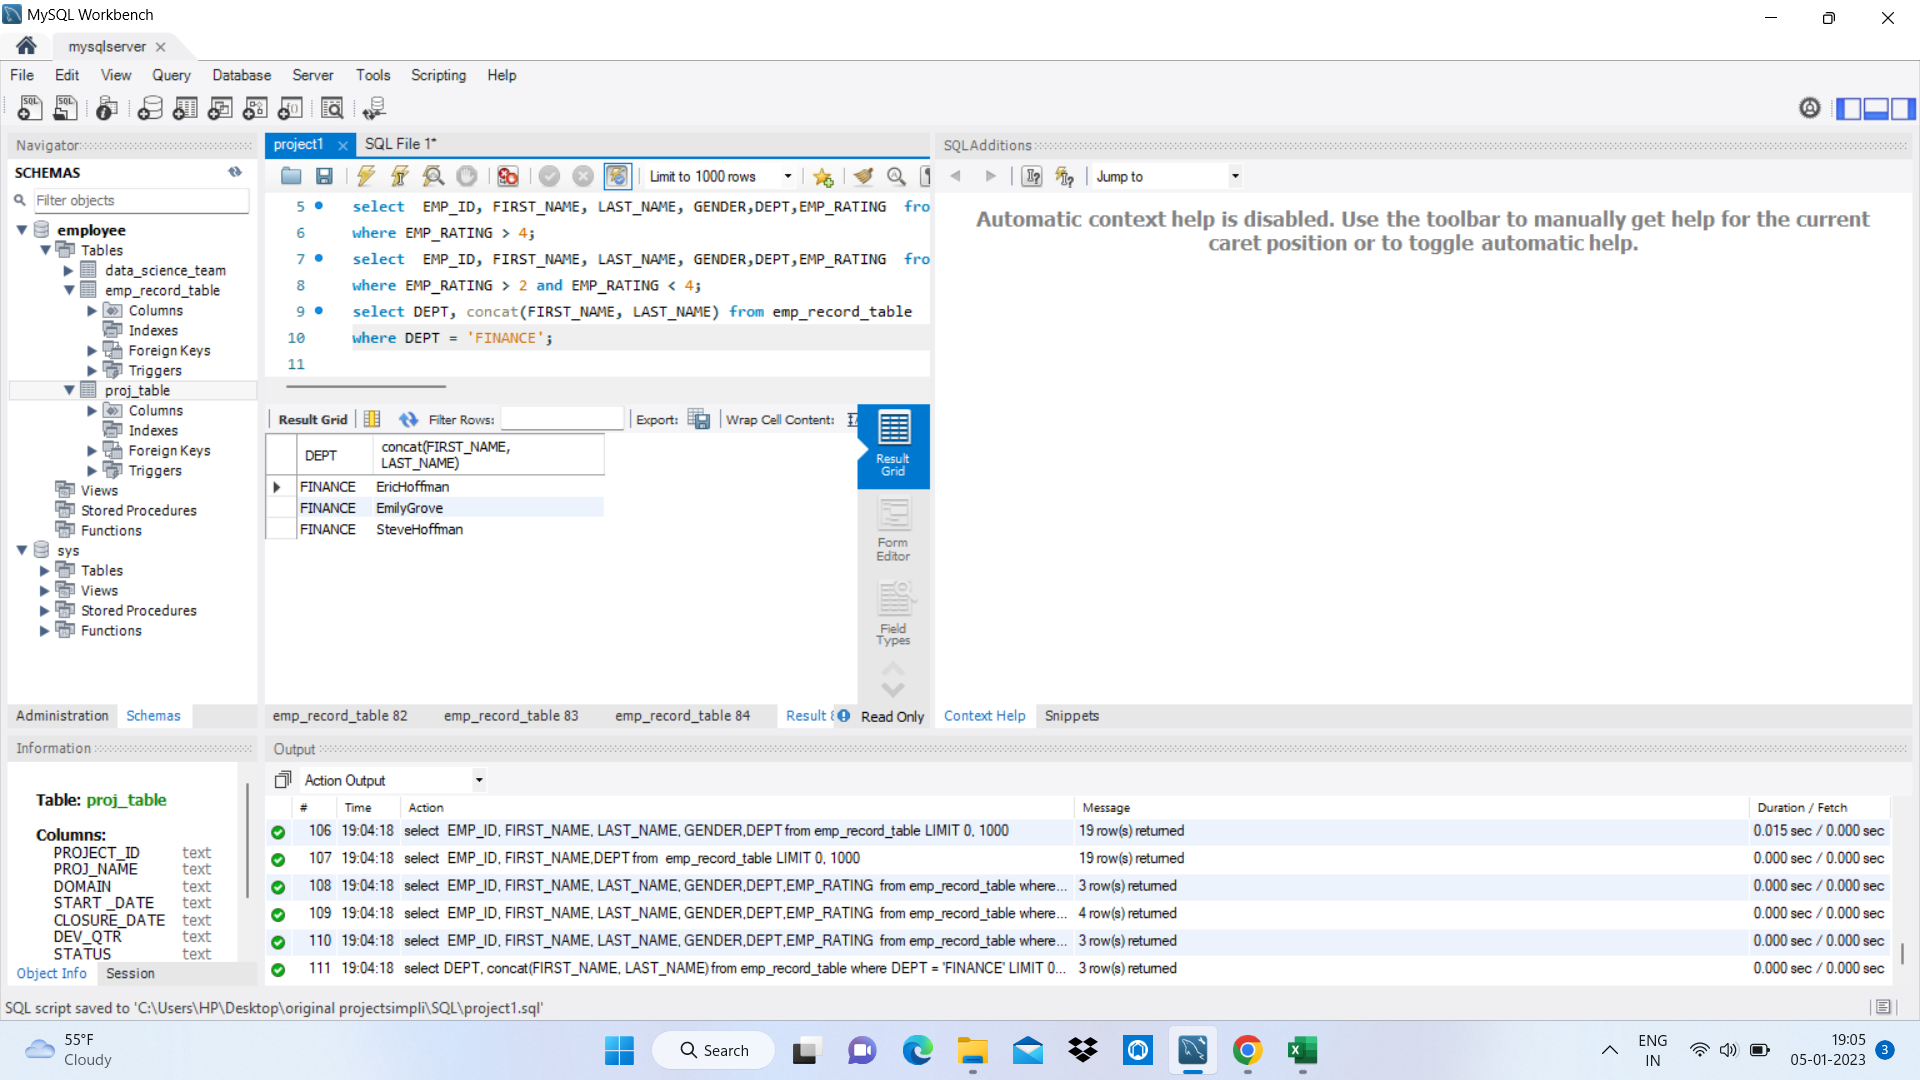 MySQL Workbench
mysqlserver
File Edit View Query Database Server Tools Scripting Help
Navigator
SCHEMAS
Filter objects
employee
Tables
data_science_team
emp_record_table
Columns
Indexes
Foreign Keys
Triggers
proj_table
Columns
Indexes
Foreign Keys
Triggers
Views
Stored Procedures
Functions
sys
Tables
Views
Stored Procedures
Functions
Administration Schemas
Information
Table: proj_table
Columns:
PROJECT_ID text
PROJ_NAME text
DOMAIN text
START _DATE text
CLOSURE_DATE text
DEV_QTR text
STATUS text
Object Info Session
project1 SQL File 1*
Limit to 1000 rows
5 select EMP_ID, FIRST_NAME, LAST_NAME, GENDER,DEPT,EMP_RATING fro
6 where EMP_RATING > 4;
7 select EMP_ID, FIRST_NAME, LAST_NAME, GENDER,DEPT,EMP_RATING fro
8 where EMP_RATING > 2 and EMP_RATING < 4;
9 select DEPT, concat(FIRST_NAME, LAST_NAME) from emp_record_table
10 where DEPT = 'FINANCE';
11
Result Grid Filter Rows: Export: Wrap Cell Content:
DEPT concat(FIRST_NAME,
LAST_NAME)
FINANCE EricHoffman
FINANCE EmilyGrove
FINANCE SteveHoffman
Result
Grid
Form
Editor
Field
Types
emp_record_table 82 emp_record_table 83 emp_record_table 84 Result 8 Read Only
SQLAdditions
Jump to
Automatic context help is disabled. Use the toolbar to manually get help for the current
caret position or to toggle automatic help.
Context Help Snippets
Output
Action Output
# Time Action Message Duration / Fetch
106 19:04:18 select EMP_ID, FIRST_NAME, LAST_NAME, GENDER,DEPT from emp_record_table LIMIT 0, 1000 19 row(s) returned 0.015 sec / 0.000 sec
107 19:04:18 select EMP_ID, FIRST_NAME,DEPT from emp_record_table LIMIT 0, 1000 19 row(s) returned 0.000 sec / 0.000 sec
108 19:04:18 select EMP_ID, FIRST_NAME, LAST_NAME, GENDER,DEPT,EMP_RATING from emp_record_table where... 3 row(s) returned 0.000 sec / 0.000 sec
109 19:04:18 select EMP_ID, FIRST_NAME, LAST_NAME, GENDER,DEPT,EMP_RATING from emp_record_table where... 4 row(s) returned 0.000 sec / 0.000 sec
110 19:04:18 select EMP_ID, FIRST_NAME, LAST_NAME, GENDER,DEPT,EMP_RATING from emp_record_table where... 3 row(s) returned 0.000 sec / 0.000 sec
111 19:04:18 select DEPT, concat(FIRST_NAME, LAST_NAME) from emp_record_table where DEPT = 'FINANCE' LIMIT 0... 3 row(s) returned 0.000 sec / 0.000 sec
SQL script saved to 'C:\Users\HP\Desktop\original projectsimpli\SQL\project1.sql'
55°F
Cloudy
Search
ENG
IN
19:05
05-01-2023
3